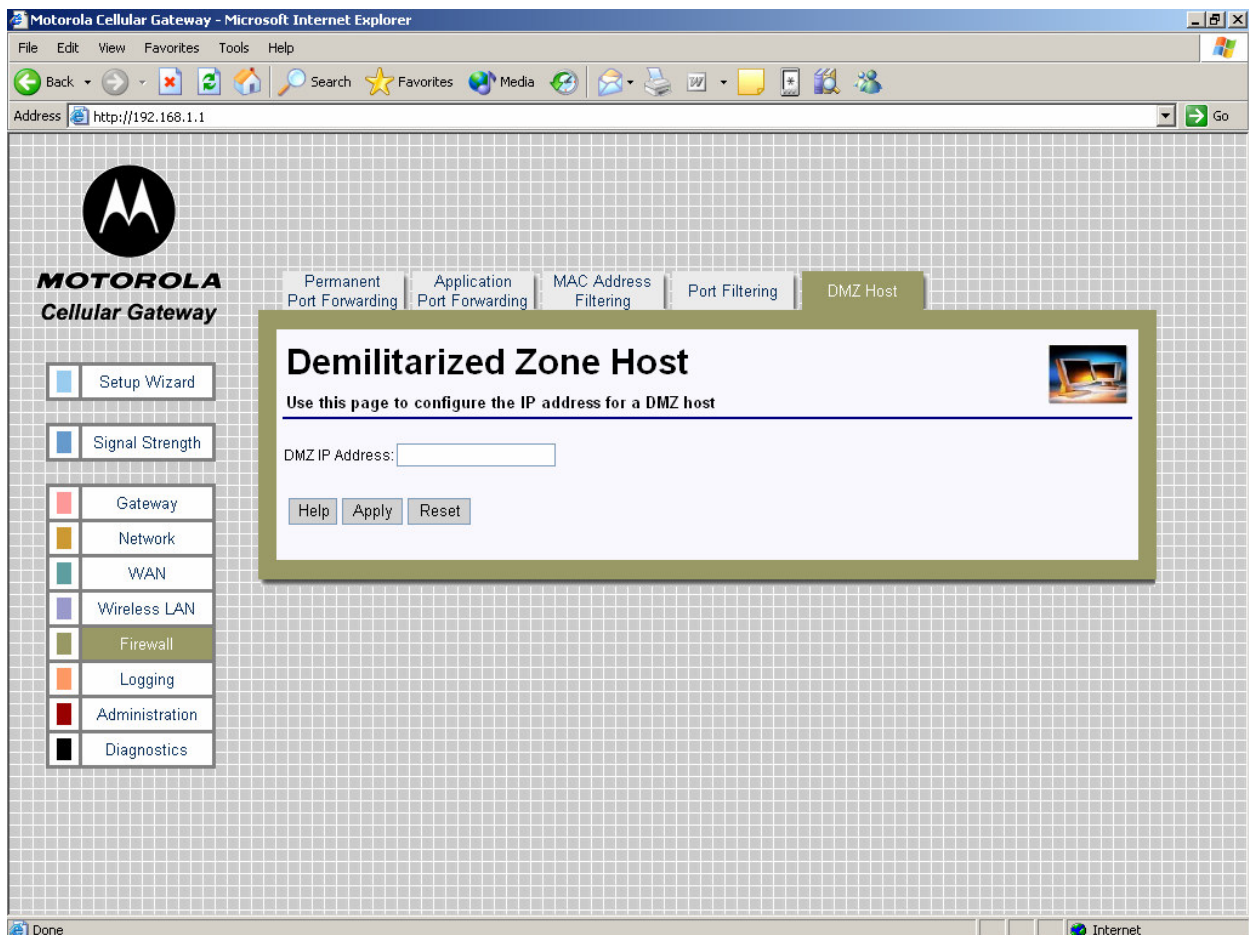 Motorola Cellular Gateway - Microsoft Internet Explorer
File Edit View Favorites Tools Help
Back Search Favorites Media
Address http://192.168.1.1 Go
MOTOROLA
Cellular Gateway
Permanent
Port Forwarding
Application
Port Forwarding
MAC Address
Filtering
Port Filtering
DMZ Host
Demilitarized Zone Host
Use this page to configure the IP address for a DMZ host
DMZ IP Address:
Help Apply Reset
Setup Wizard
Signal Strength
Gateway
Network
WAN
Wireless LAN
Firewall
Logging
Administration
Diagnostics
Done Internet